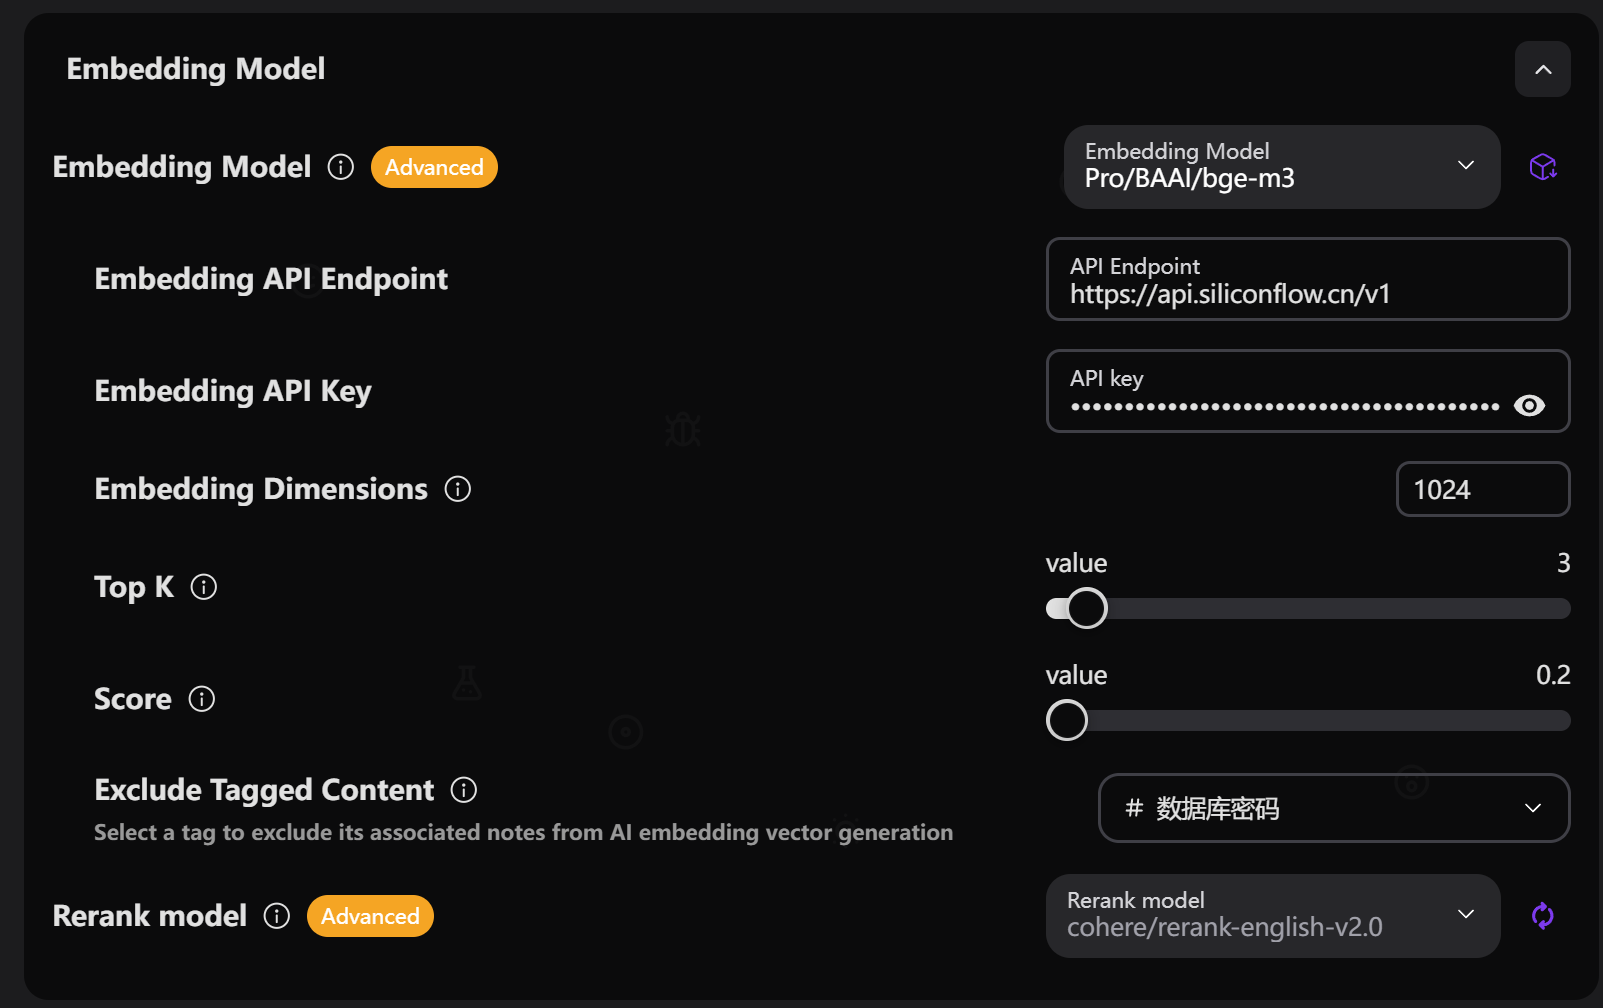 Embedding Model
Embedding Model Advanced
Embedding Model
Pro/BAAI/bge-m3
Embedding API Endpoint
API Endpoint
https://api.siliconflow.cn/v1
Embedding API Key
API key
••••••••••••••••••••••••••••••••••••••••
Embedding Dimensions
1024
Top K
value 3
Score
value 0.2
Exclude Tagged Content
Select a tag to exclude its associated notes from AI embedding vector generation
# 数据库密码
Rerank model Advanced
Rerank model
cohere/rerank-english-v2.0